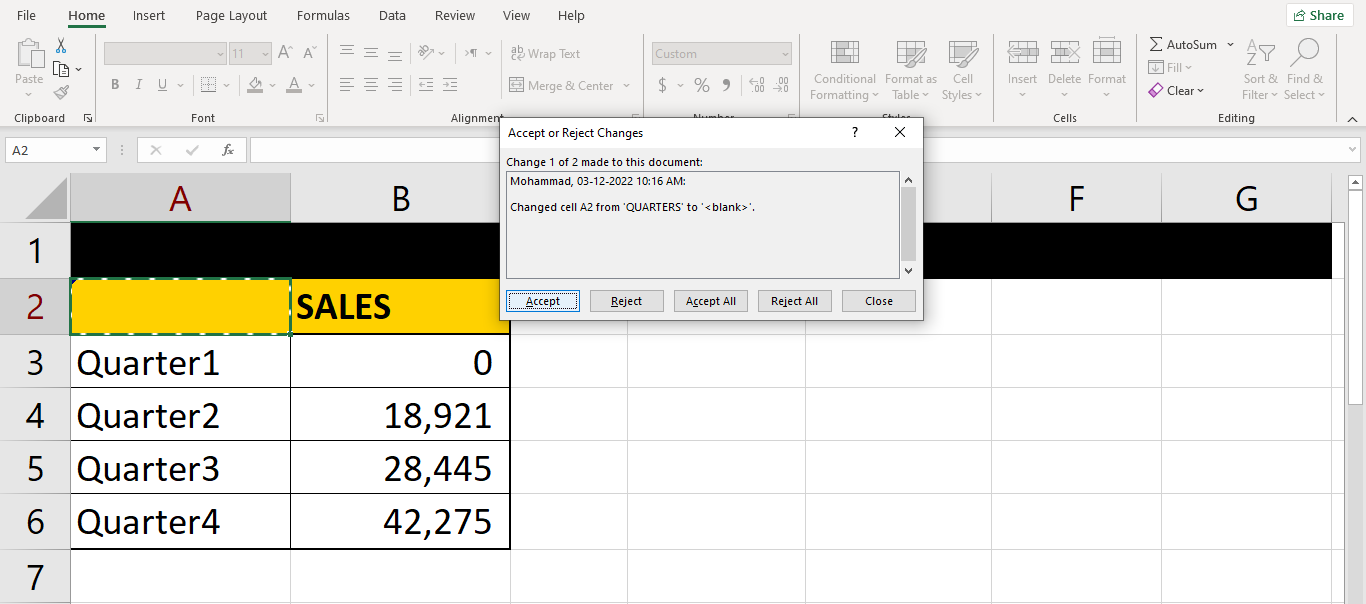 File Home Insert Page Layout Formulas Data Review View Help Share
Paste
11 A A
Wrap Text
Custom
Conditional Formatting
Format as Table
Cell Styles
Insert Delete Format
AutoSum
Fill
Clear
Sort & Filter
Find & Select
B I U A
Merge & Center
$ % 9 .00 .00
Clipboard Font Alignment Number Styles Cells Editing
A2 fx
Accept or Reject Changes ? X
Change 1 of 2 made to this document:
Mohammad, 03-12-2022 10:16 AM:
Changed cell A2 from 'QUARTERS' to '<blank>'.
Accept Reject Accept All Reject All Close
A B F G
1
2 SALES
3 Quarter1 0
4 Quarter2 18,921
5 Quarter3 28,445
6 Quarter4 42,275
7